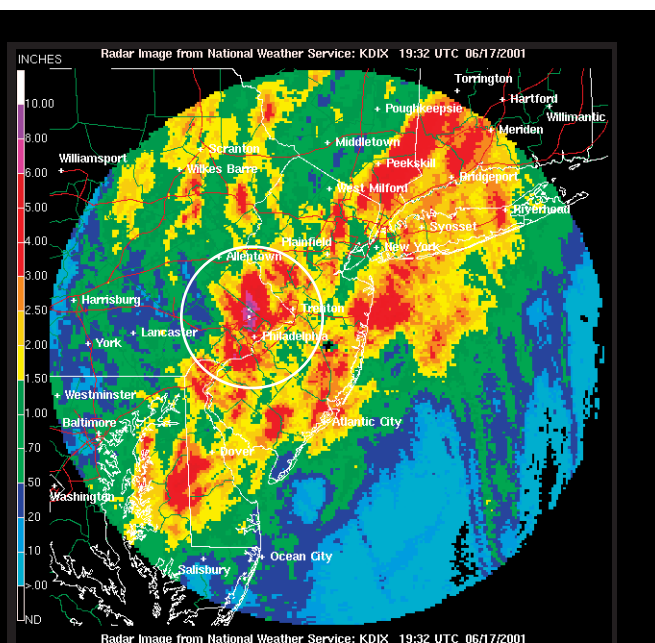 Radar Image from National Weather Service: KDIX 19:32 UTC 06/17/2001
INCHES
10.00
8.00
6.00
5.00
4.00
3.00
2.50
2.00
1.50
1.00
70
50
20
.10
>.00
ND
Torrington
Hartford
Poughkeepsie
Willimantic
Meriden
Middletown
Scranton
Williamsport
Wilkes Barre
Peekskill
Bridgeport
West Milford
Riverhead
Syosset
Plainfield
New York
Allentown
Harrisburg
Trenton
Lancaster
Philadelphia
York
Westminster
Baltimore
Atlantic City
Dover
Washington
Ocean City
Salisbury
Radar Image from National Weather Service: KDIX 19:32 UTC 06/17/2001